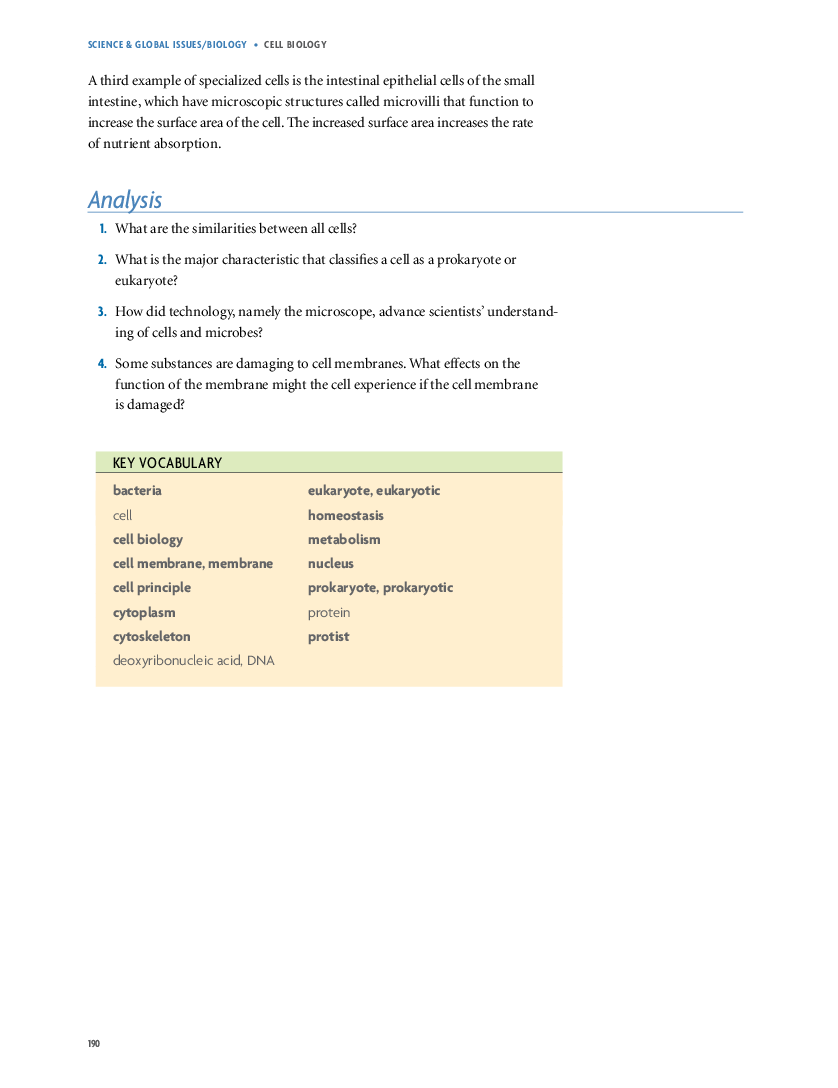 SCIENCE & GLOBAL ISSUES/BIOLOGY • CELL BIOLOGY
A third example of specialized cells is the intestinal epithelial cells of the small
intestine, which have microscopic structures called microvilli that function to
increase the surface area of the cell. The increased surface area increases the rate
of nutrient absorption.
Analysis
1. What are the similarities between all cells?
2. What is the major characteristic that classifies a cell as a prokaryote or
eukaryote?
3. How did technology, namely the microscope, advance scientists’ understand-
ing of cells and microbes?
4. Some substances are damaging to cell membranes. What effects on the
function of the membrane might the cell experience if the cell membrane
is damaged?
KEY VOCABULARY
bacteria
cell
cell biology
cell membrane, membrane
cell principle
cytoplasm
cytoskeleton
deoxyribonucleic acid, DNA
eukaryote, eukaryotic
homeostasis
metabolism
nucleus
prokaryote, prokaryotic
protein
protist
190